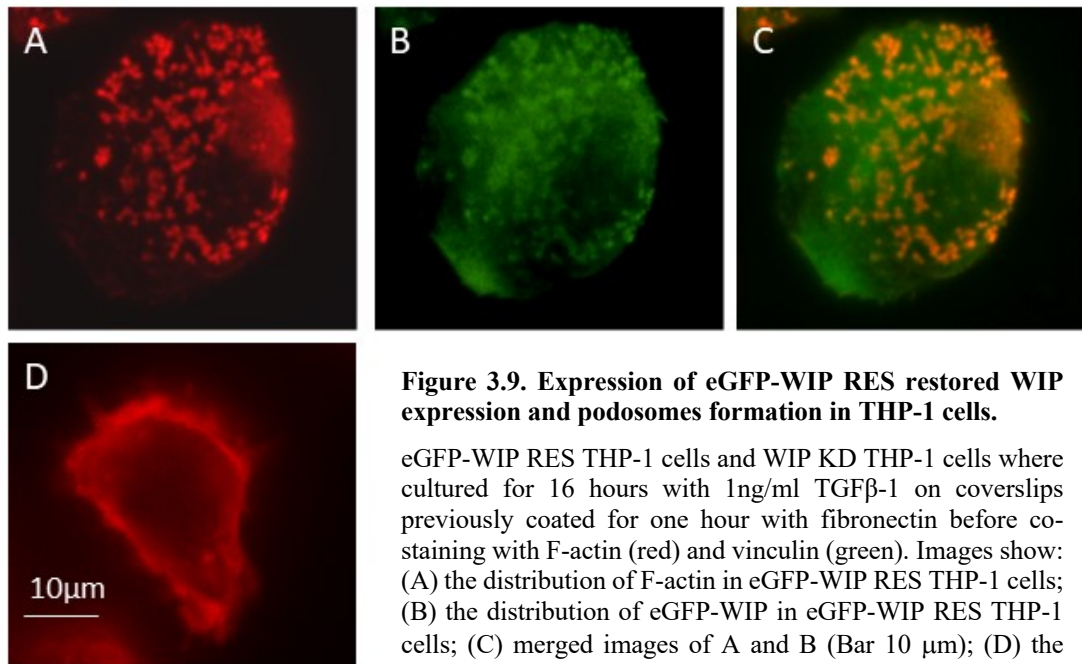 A
B
C
D
10μm
Figure 3.9. Expression of eGFP-WIP RES restored WIP
expression and podosomes formation in THP-1 cells.
eGFP-WIP RES THP-1 cells and WIP KD THP-1 cells where
cultured for 16 hours with 1ng/ml TGFβ-1 on coverslips
previously coated for one hour with fibronectin before co-
staining with F-actin (red) and vinculin (green). Images show:
(A) the distribution of F-actin in eGFP-WIP RES THP-1 cells;
(B) the distribution of eGFP-WIP in eGFP-WIP RES THP-1
cells; (C) merged images of A and B (Bar 10 μm); (D) the